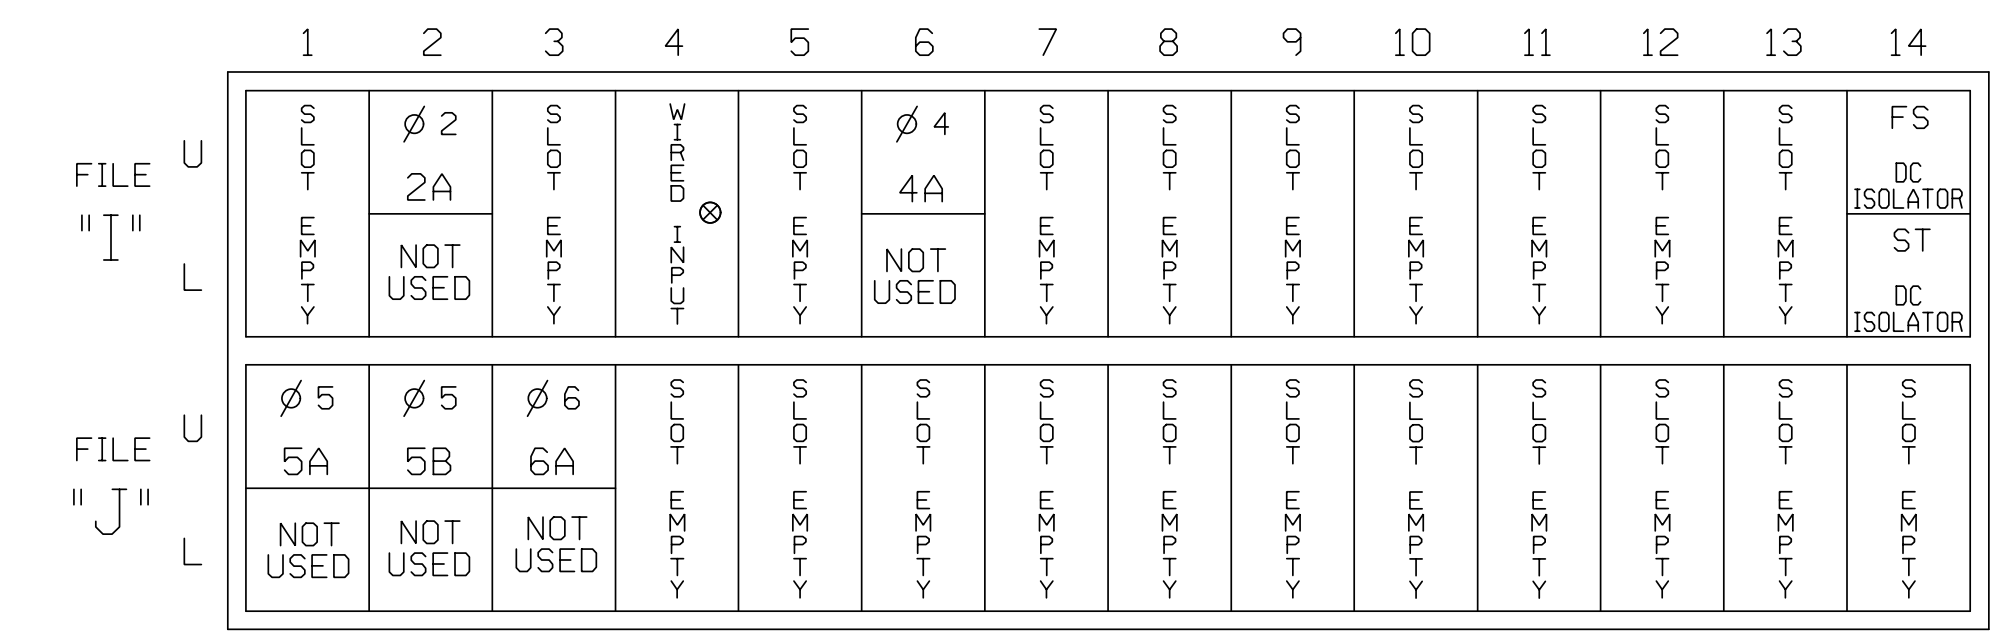 1 2 3 4 5 6 7 8 9 10 11 12 13 14
FILE
"I"
U
L
SLOT EMPTY
Ø 2
2A
NOT
USED
SLOT EMPTY
WIRED INPUT
SLOT EMPTY
Ø 4
4A
NOT
USED
SLOT EMPTY
SLOT EMPTY
SLOT EMPTY
SLOT EMPTY
SLOT EMPTY
SLOT EMPTY
SLOT EMPTY
FS
DC
ISOLATOR
ST
DC
ISOLATOR
FILE
"J"
U
L
Ø 5
5A
NOT
USED
Ø 5
5B
NOT
USED
Ø 6
6A
NOT
USED
SLOT EMPTY
SLOT EMPTY
SLOT EMPTY
SLOT EMPTY
SLOT EMPTY
SLOT EMPTY
SLOT EMPTY
SLOT EMPTY
SLOT EMPTY
SLOT EMPTY
SLOT EMPTY